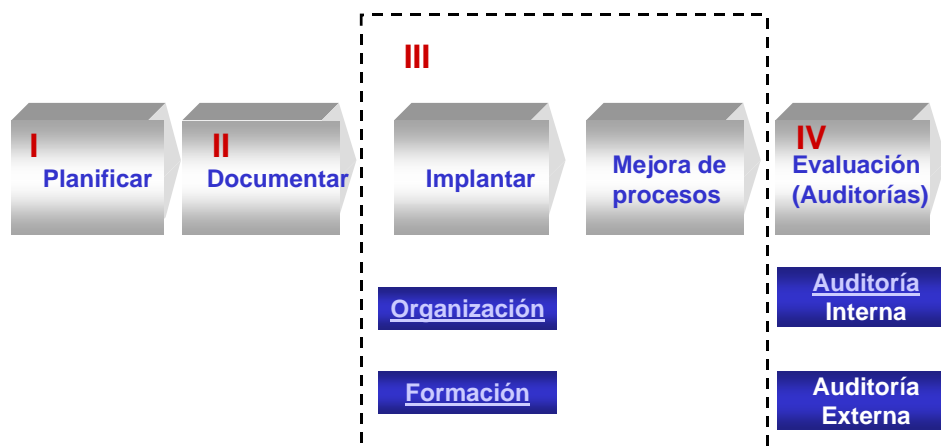 III
I
Planificar
II
Documentar
Implantar
Mejora de
procesos
IV
Evaluación
(Auditorías)
Organización
Formación
Auditoría
Interna
Auditoría
Externa